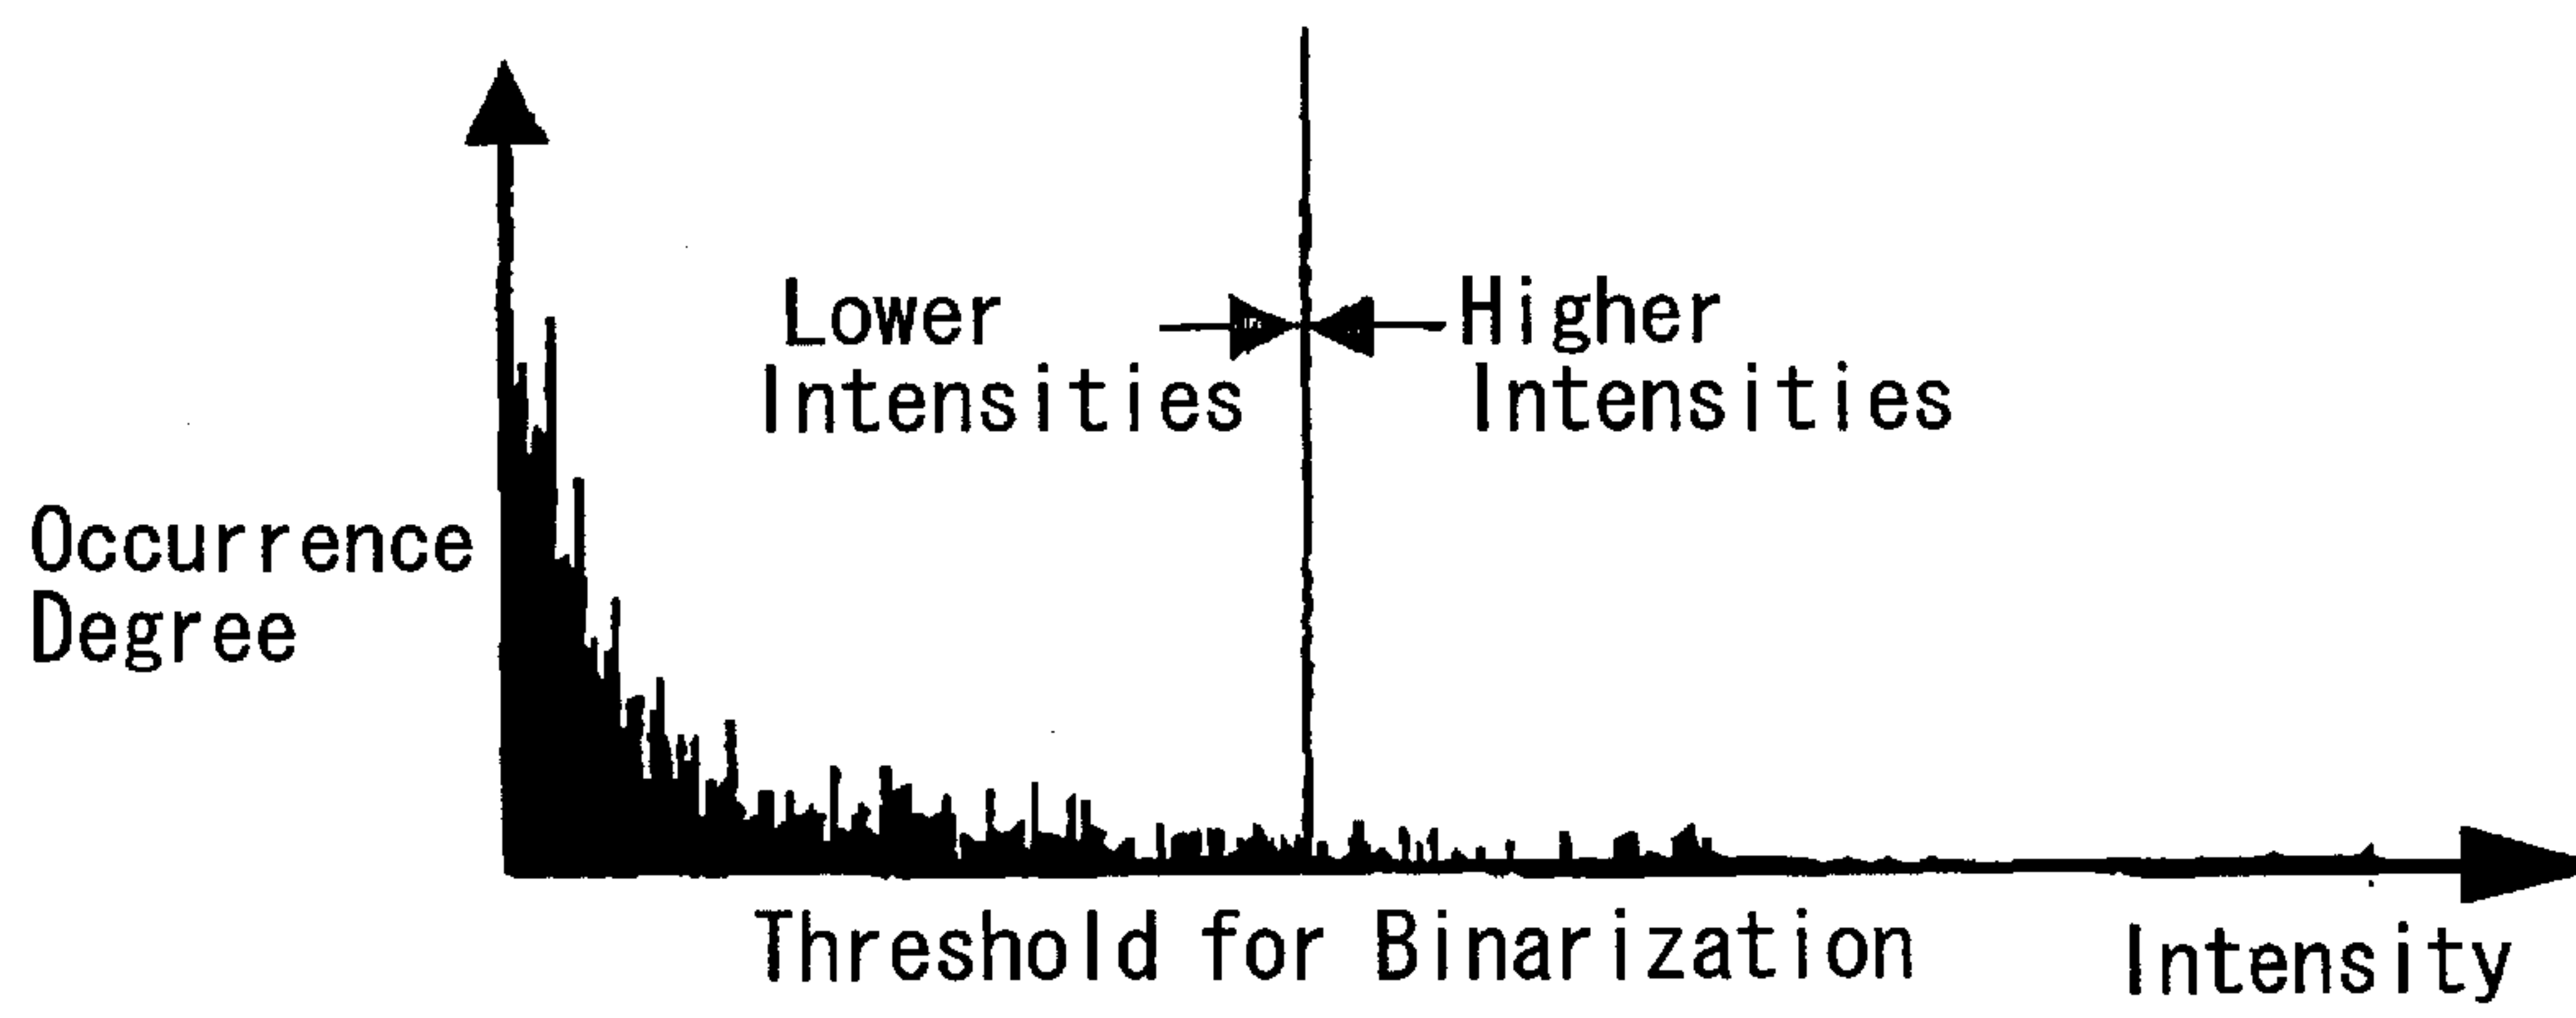 Lower
Intensities
Higher
Intensities
Occurrence
Degree
Threshold for Binarization
Intensity